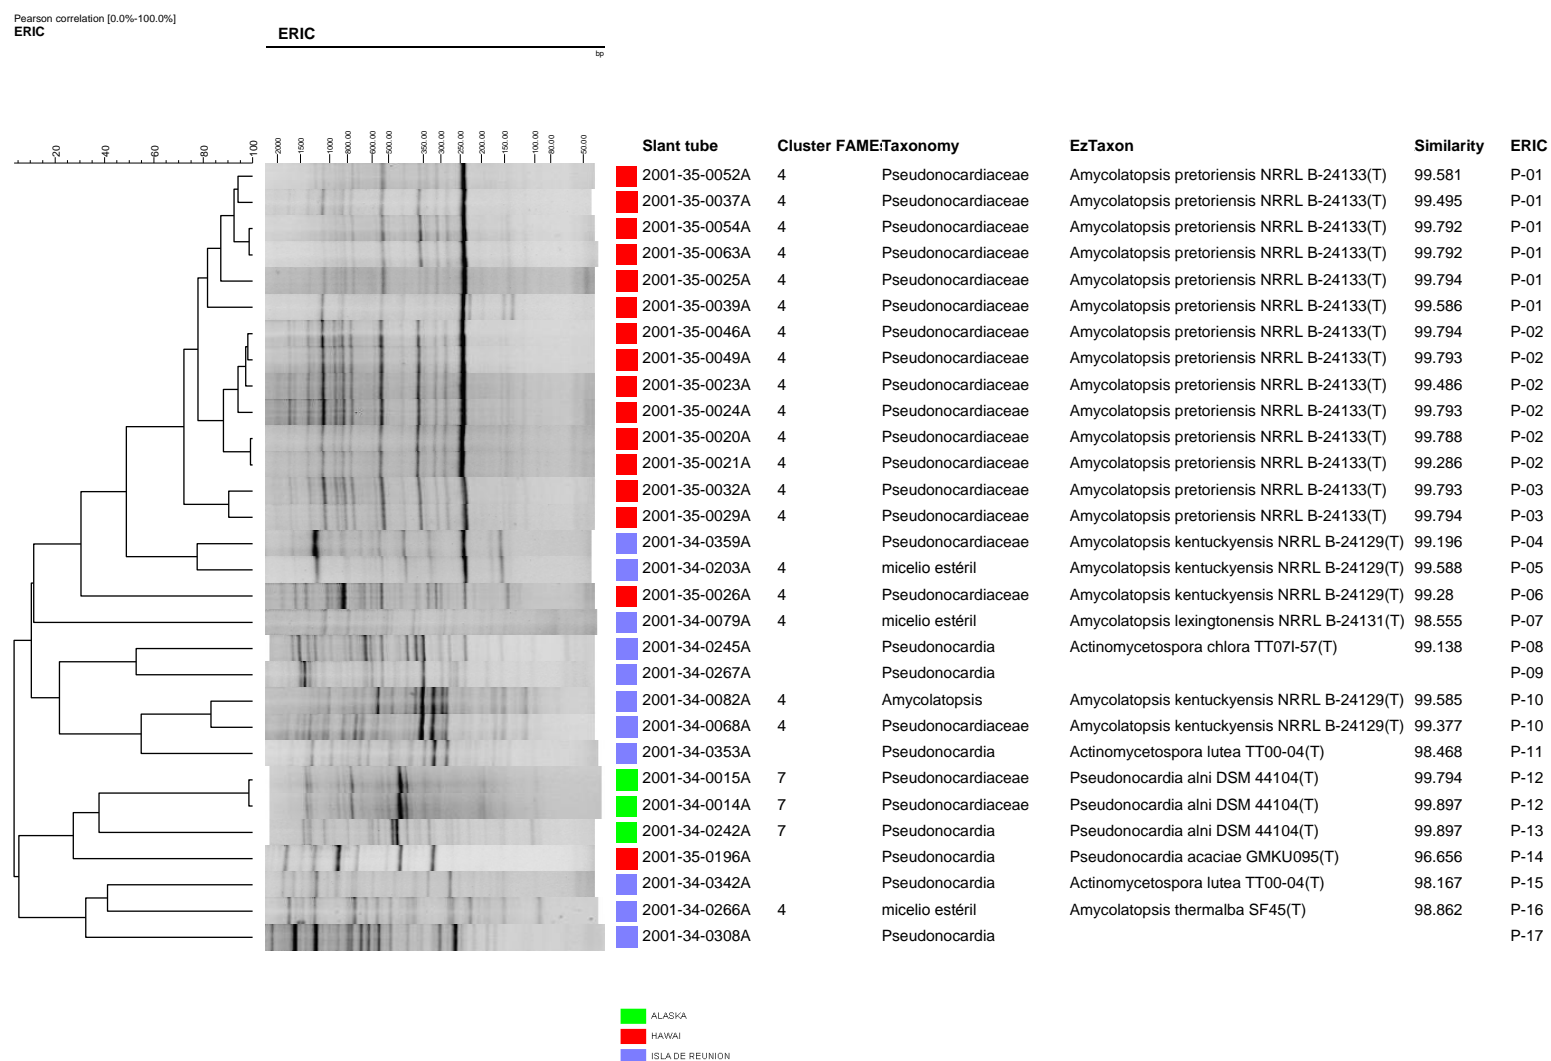 Pearson correlation [0.0%-100.0%]
ERIC
ERIC
bp
20 40 60 80 100
2000 1500 1000 800.00 600.00 500.00 350.00 300.00 250.00 200.00 150.00 100.00 80.00 50.00
Slant tube Cluster FAME: Taxonomy EzTaxon Similarity ERIC
2001-35-0052A 4 Pseudonocardiaceae Amycolatopsis pretoriensis NRRL B-24133(T) 99.581 P-01
2001-35-0037A 4 Pseudonocardiaceae Amycolatopsis pretoriensis NRRL B-24133(T) 99.495 P-01
2001-35-0054A 4 Pseudonocardiaceae Amycolatopsis pretoriensis NRRL B-24133(T) 99.792 P-01
2001-35-0063A 4 Pseudonocardiaceae Amycolatopsis pretoriensis NRRL B-24133(T) 99.792 P-01
2001-35-0025A 4 Pseudonocardiaceae Amycolatopsis pretoriensis NRRL B-24133(T) 99.794 P-01
2001-35-0039A 4 Pseudonocardiaceae Amycolatopsis pretoriensis NRRL B-24133(T) 99.586 P-01
2001-35-0046A 4 Pseudonocardiaceae Amycolatopsis pretoriensis NRRL B-24133(T) 99.794 P-02
2001-35-0049A 4 Pseudonocardiaceae Amycolatopsis pretoriensis NRRL B-24133(T) 99.793 P-02
2001-35-0023A 4 Pseudonocardiaceae Amycolatopsis pretoriensis NRRL B-24133(T) 99.486 P-02
2001-35-0024A 4 Pseudonocardiaceae Amycolatopsis pretoriensis NRRL B-24133(T) 99.793 P-02
2001-35-0020A 4 Pseudonocardiaceae Amycolatopsis pretoriensis NRRL B-24133(T) 99.788 P-02
2001-35-0021A 4 Pseudonocardiaceae Amycolatopsis pretoriensis NRRL B-24133(T) 99.286 P-02
2001-35-0032A 4 Pseudonocardiaceae Amycolatopsis pretoriensis NRRL B-24133(T) 99.793 P-03
2001-35-0029A 4 Pseudonocardiaceae Amycolatopsis pretoriensis NRRL B-24133(T) 99.794 P-03
2001-34-0359A Pseudonocardiaceae Amycolatopsis kentuckyensis NRRL B-24129(T) 99.196 P-04
2001-34-0203A 4 micelio estéril Amycolatopsis kentuckyensis NRRL B-24129(T) 99.588 P-05
2001-35-0026A 4 Pseudonocardiaceae Amycolatopsis kentuckyensis NRRL B-24129(T) 99.28 P-06
2001-34-0079A 4 micelio estéril Amycolatopsis lexingtonensis NRRL B-24131(T) 98.555 P-07
2001-34-0245A Pseudonocardia Actinomycetospora chlora TT07I-57(T) 99.138 P-08
2001-34-0267A Pseudonocardia P-09
2001-34-0082A 4 Amycolatopsis Amycolatopsis kentuckyensis NRRL B-24129(T) 99.585 P-10
2001-34-0068A 4 Pseudonocardiaceae Amycolatopsis kentuckyensis NRRL B-24129(T) 99.377 P-10
2001-34-0353A Pseudonocardia Actinomycetospora lutea TT00-04(T) 98.468 P-11
2001-34-0015A 7 Pseudonocardiaceae Pseudonocardia alni DSM 44104(T) 99.794 P-12
2001-34-0014A 7 Pseudonocardiaceae Pseudonocardia alni DSM 44104(T) 99.897 P-12
2001-34-0242A 7 Pseudonocardia Pseudonocardia alni DSM 44104(T) 99.897 P-13
2001-35-0196A Pseudonocardia Pseudonocardia acaciae GMKU095(T) 96.656 P-14
2001-34-0342A Pseudonocardia Actinomycetospora lutea TT00-04(T) 98.167 P-15
2001-34-0266A 4 micelio estéril Amycolatopsis thermalba SF45(T) 98.862 P-16
2001-34-0308A Pseudonocardia P-17
ALASKA
HAWAI
ISLA DE REUNION